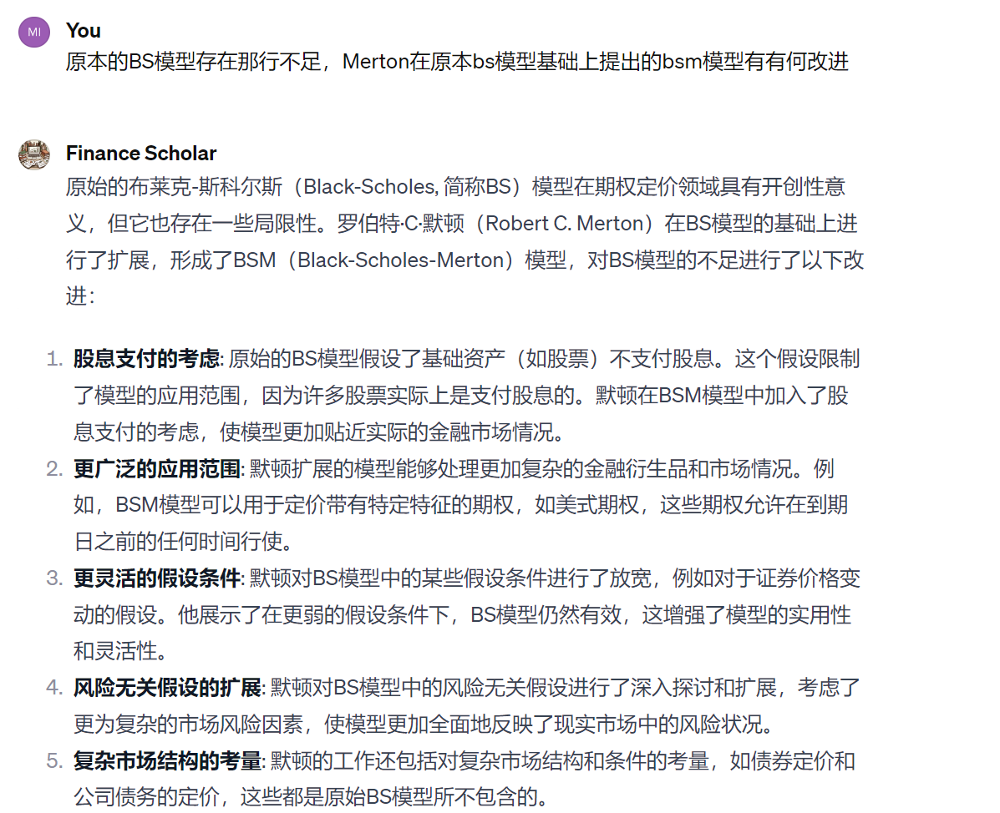 MI
You
原本的BS模型存在那行不足，Merton在原本bs模型基础上提出的bsm模型有有何改进
Finance Scholar
原始的布莱克-斯科尔斯（Black-Scholes, 简称BS）模型在期权定价领域具有开创性意
义，但它也存在一些局限性。罗伯特·C·默顿（Robert C. Merton）在BS模型的基础上进
行了扩展，形成了BSM（Black-Scholes-Merton）模型，对BS模型的不足进行了以下改
进：
1. 股息支付的考虑: 原始的BS模型假设了基础资产（如股票）不支付股息。这个假设限制
了模型的应用范围，因为许多股票实际上是支付股息的。默顿在BSM模型中加入了股
息支付的考虑，使模型更加贴近实际的金融市场情况。
2. 更广泛的应用范围: 默顿扩展的模型能够处理更加复杂的金融衍生品和市场情况。例
如，BSM模型可以用于定价带有特定特征的期权，如美式期权，这些期权允许在到期
日之前的任何时间行使。
3. 更灵活的假设条件: 默顿对BS模型中的某些假设条件进行了放宽，例如对于证券价格变
动的假设。他展示了在更弱的假设条件下，BS模型仍然有效，这增强了模型的实用性
和灵活性。
4. 风险无关假设的扩展: 默顿对BS模型中的风险无关假设进行了深入探讨和扩展，考虑了
更为复杂的市场风险因素，使模型更加全面地反映了现实市场中的风险状况。
5. 复杂市场结构的考量: 默顿的工作还包括对复杂市场结构和条件的考量，如债券定价和
公司债务的定价，这些都是原始BS模型所不包含的。